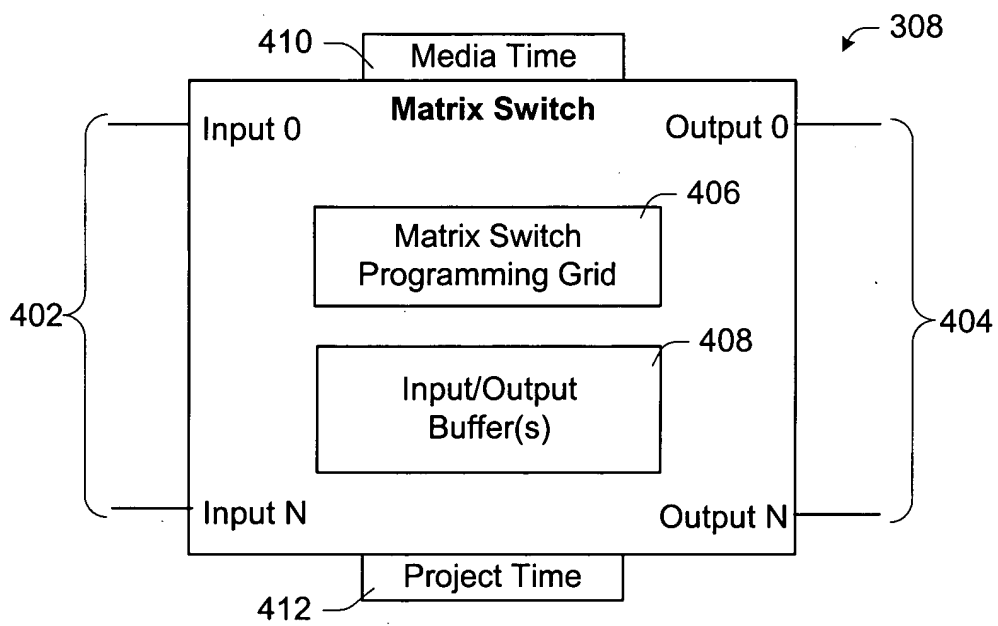 410
Media Time
308
Matrix Switch
Input 0
Output 0
406
Matrix Switch
Programming Grid
402
404
408
Input/Output
Buffer(s)
Input N
Output N
Project Time
412